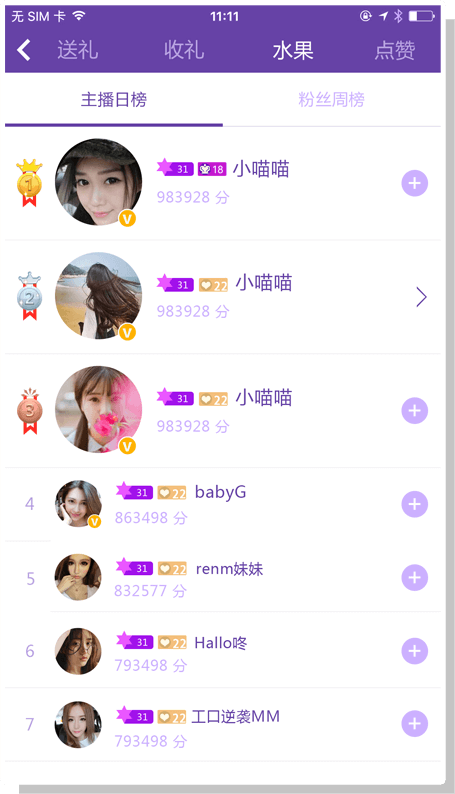 无 SIM 卡 11:11
送礼 收礼 水果 点赞
主播日榜 粉丝周榜
1 31 18 小喵喵
983928 分
V
2 31 22 小喵喵
983928 分
V
3 31 22 小喵喵
983928 分
V
4 31 22 babyG
863498 分
V
5 31 22 renm妹妹
832577 分
6 31 22 Hallo咚
793498 分
7 31 22 工口逆袭MM
793498 分